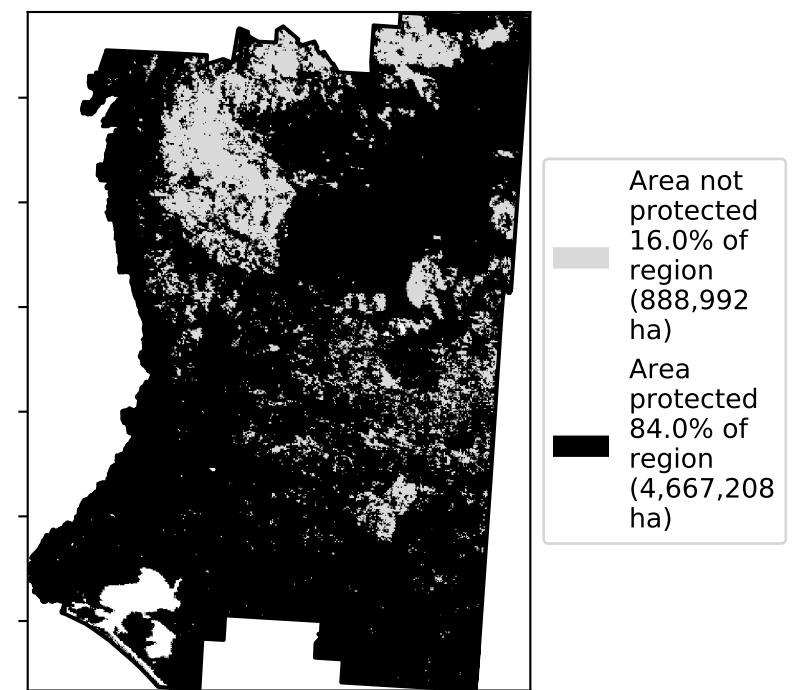 Area not
protected
16.0% of
region
(888,992
ha)
Area
protected
84.0% of
region
(4,667,208
ha)